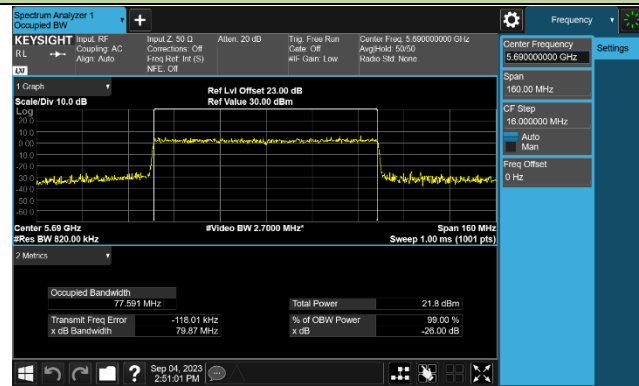 Spectrum Analyzer 1
Occupied BW
Frequency
KEYSIGHT
RL
LXI
Input: RF
Coupling: AC
Align: Auto
Input Z: 50 Ω
Corrections: Off
Freq Ref: Int (S)
NFE: Off
Atten: 20 dB
Trig: Free Run
Gate: Off
#IF Gain: Low
Center Freq: 5.690000000 GHz
Avg|Hold: 50/50
Radio Std: None
Center Frequency
5.690000000 GHz
Settings
Span
160.00 MHz
CF Step
16.000000 MHz
Auto
Man
Freq Offset
0 Hz
1 Graph
Scale/Div 10.0 dB
Ref Lvl Offset 23.00 dB
Ref Value 30.00 dBm
Log
20.0
10.0
0.00
-10.0
-20.0
-30.0
-40.0
-50.0
-60.0
Center 5.69 GHz
#Video BW 2.7000 MHz*
Span 160 MHz
#Res BW 820.00 kHz
Sweep 1.00 ms (1001 pts)
2 Metrics
Occupied Bandwidth
77.591 MHz
Total Power 21.8 dBm
Transmit Freq Error -118.01 kHz
% of OBW Power 99.00 %
x dB Bandwidth 79.87 MHz
x dB -26.00 dB
?
Sep 04, 2023
2:51:01 PM